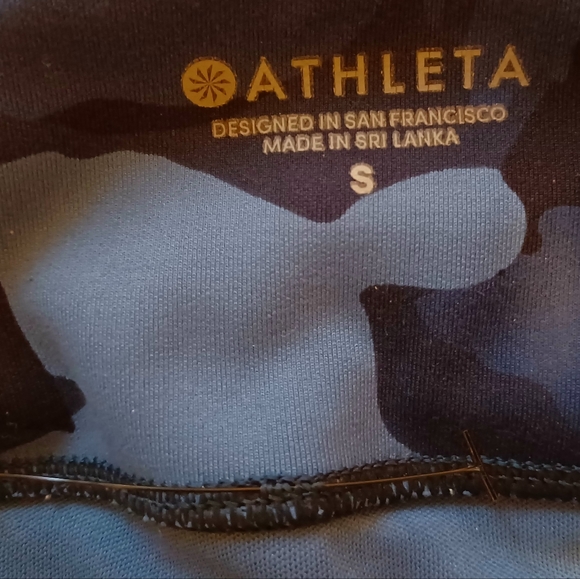 ATHLETA
DESIGNED IN SAN FRANCISCO
MADE IN SRI LANKA
S